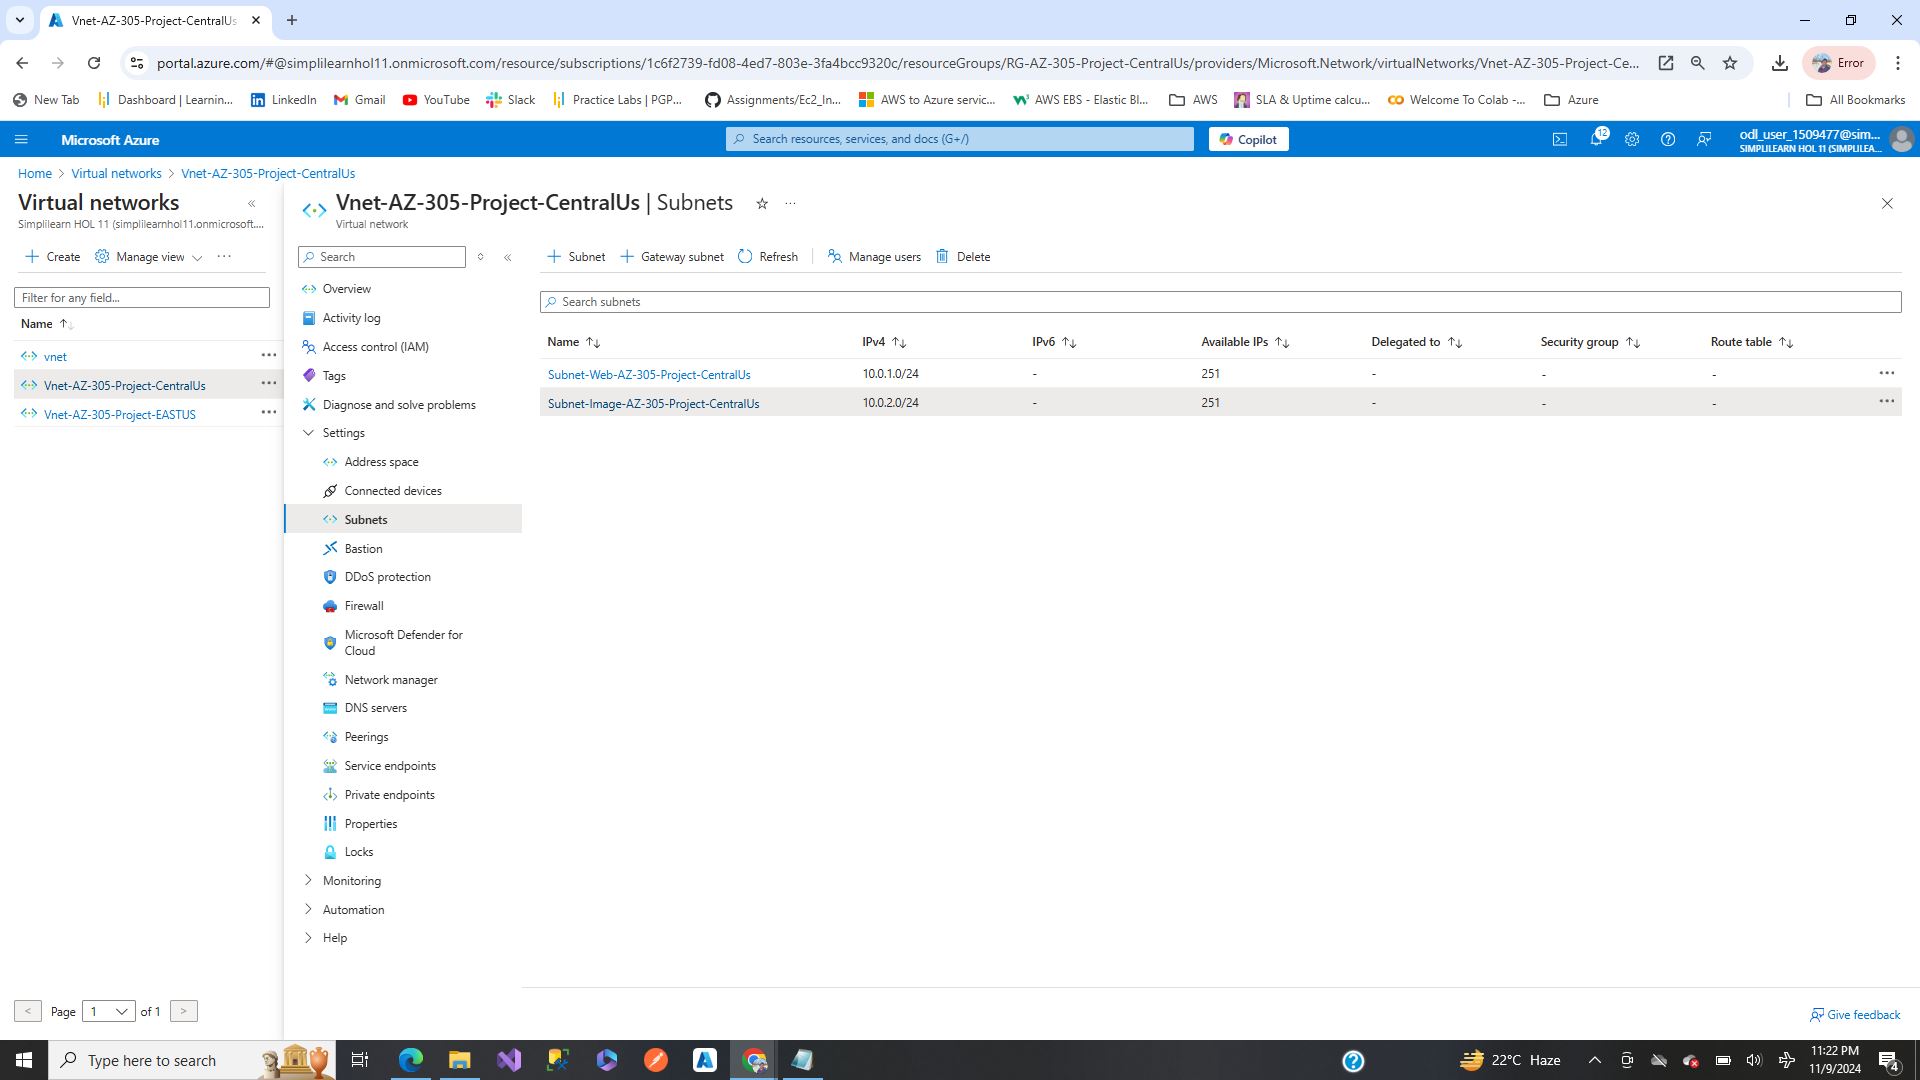 Vnet-AZ-305-Project-CentralUs
portal.azure.com/#@simplilearnhol11.onmicrosoft.com/resource/subscriptions/1c6f2739-fd08-4ed7-803e-3fa4bcc9320c/resourceGroups/RG-AZ-305-Project-CentralUs/providers/Microsoft.Network/virtualNetworks/Vnet-AZ-305-Project-Ce...
Error
New Tab
Dashboard | Learnin...
LinkedIn
Gmail
YouTube
Slack
Practice Labs | PGP...
Assignments/Ec2_In...
AWS to Azure servic...
AWS EBS - Elastic Bl...
AWS
SLA & Uptime calcu...
Welcome To Colab -...
Azure
All Bookmarks
Microsoft Azure
Search resources, services, and docs (G+/)
Copilot
12
odl_user_1509477@sim...
SIMPLILEARN HOL 11 (SIMPLILEA...
Home > Virtual networks > Vnet-AZ-305-Project-CentralUs
Virtual networks
Simplilearn HOL 11 (simplilearnhol11.onmicrosoft....
Create
Manage view
Filter for any field...
Name
vnet
Vnet-AZ-305-Project-CentralUs
Vnet-AZ-305-Project-EASTUS
Page 1 of 1
Vnet-AZ-305-Project-CentralUs | Subnets
Virtual network
Search
Overview
Activity log
Access control (IAM)
Tags
Diagnose and solve problems
Settings
Address space
Connected devices
Subnets
Bastion
DDoS protection
Firewall
Microsoft Defender for
Cloud
Network manager
DNS servers
Peerings
Service endpoints
Private endpoints
Properties
Locks
Monitoring
Automation
Help
Subnet
Gateway subnet
Refresh
Manage users
Delete
Search subnets
Name IPv4 IPv6 Available IPs Delegated to Security group Route table
Subnet-Web-AZ-305-Project-CentralUs 10.0.1.0/24 - 251 - - -
Subnet-Image-AZ-305-Project-CentralUs 10.0.2.0/24 - 251 - - -
Give feedback
Type here to search
22°C Haze
11:22 PM
11/9/2024
4